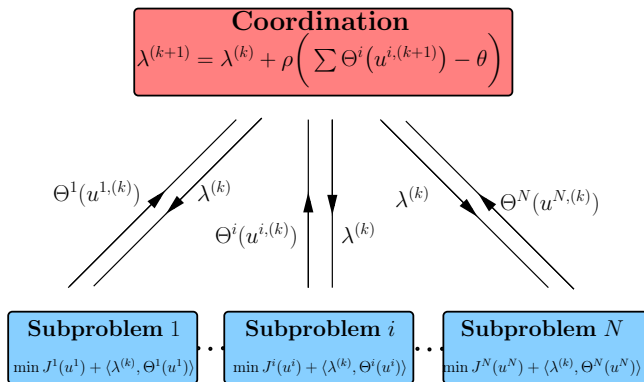 Coordination
λ^{(k+1)} = λ^{(k)} + ρ( ∑ Θ^i(u^{i,(k+1)}) − θ )
Θ^1(u^{1,(k)})
λ^{(k)}
Θ^i(u^{i,(k)})
λ^{(k)}
λ^{(k)}
Θ^N(u^{N,(k)})
Subproblem 1
min J^1(u^1) + ⟨λ^{(k)}, Θ^1(u^1)⟩
...
Subproblem i
min J^i(u^i) + ⟨λ^{(k)}, Θ^i(u^i)⟩
...
Subproblem N
min J^N(u^N) + ⟨λ^{(k)}, Θ^N(u^N)⟩